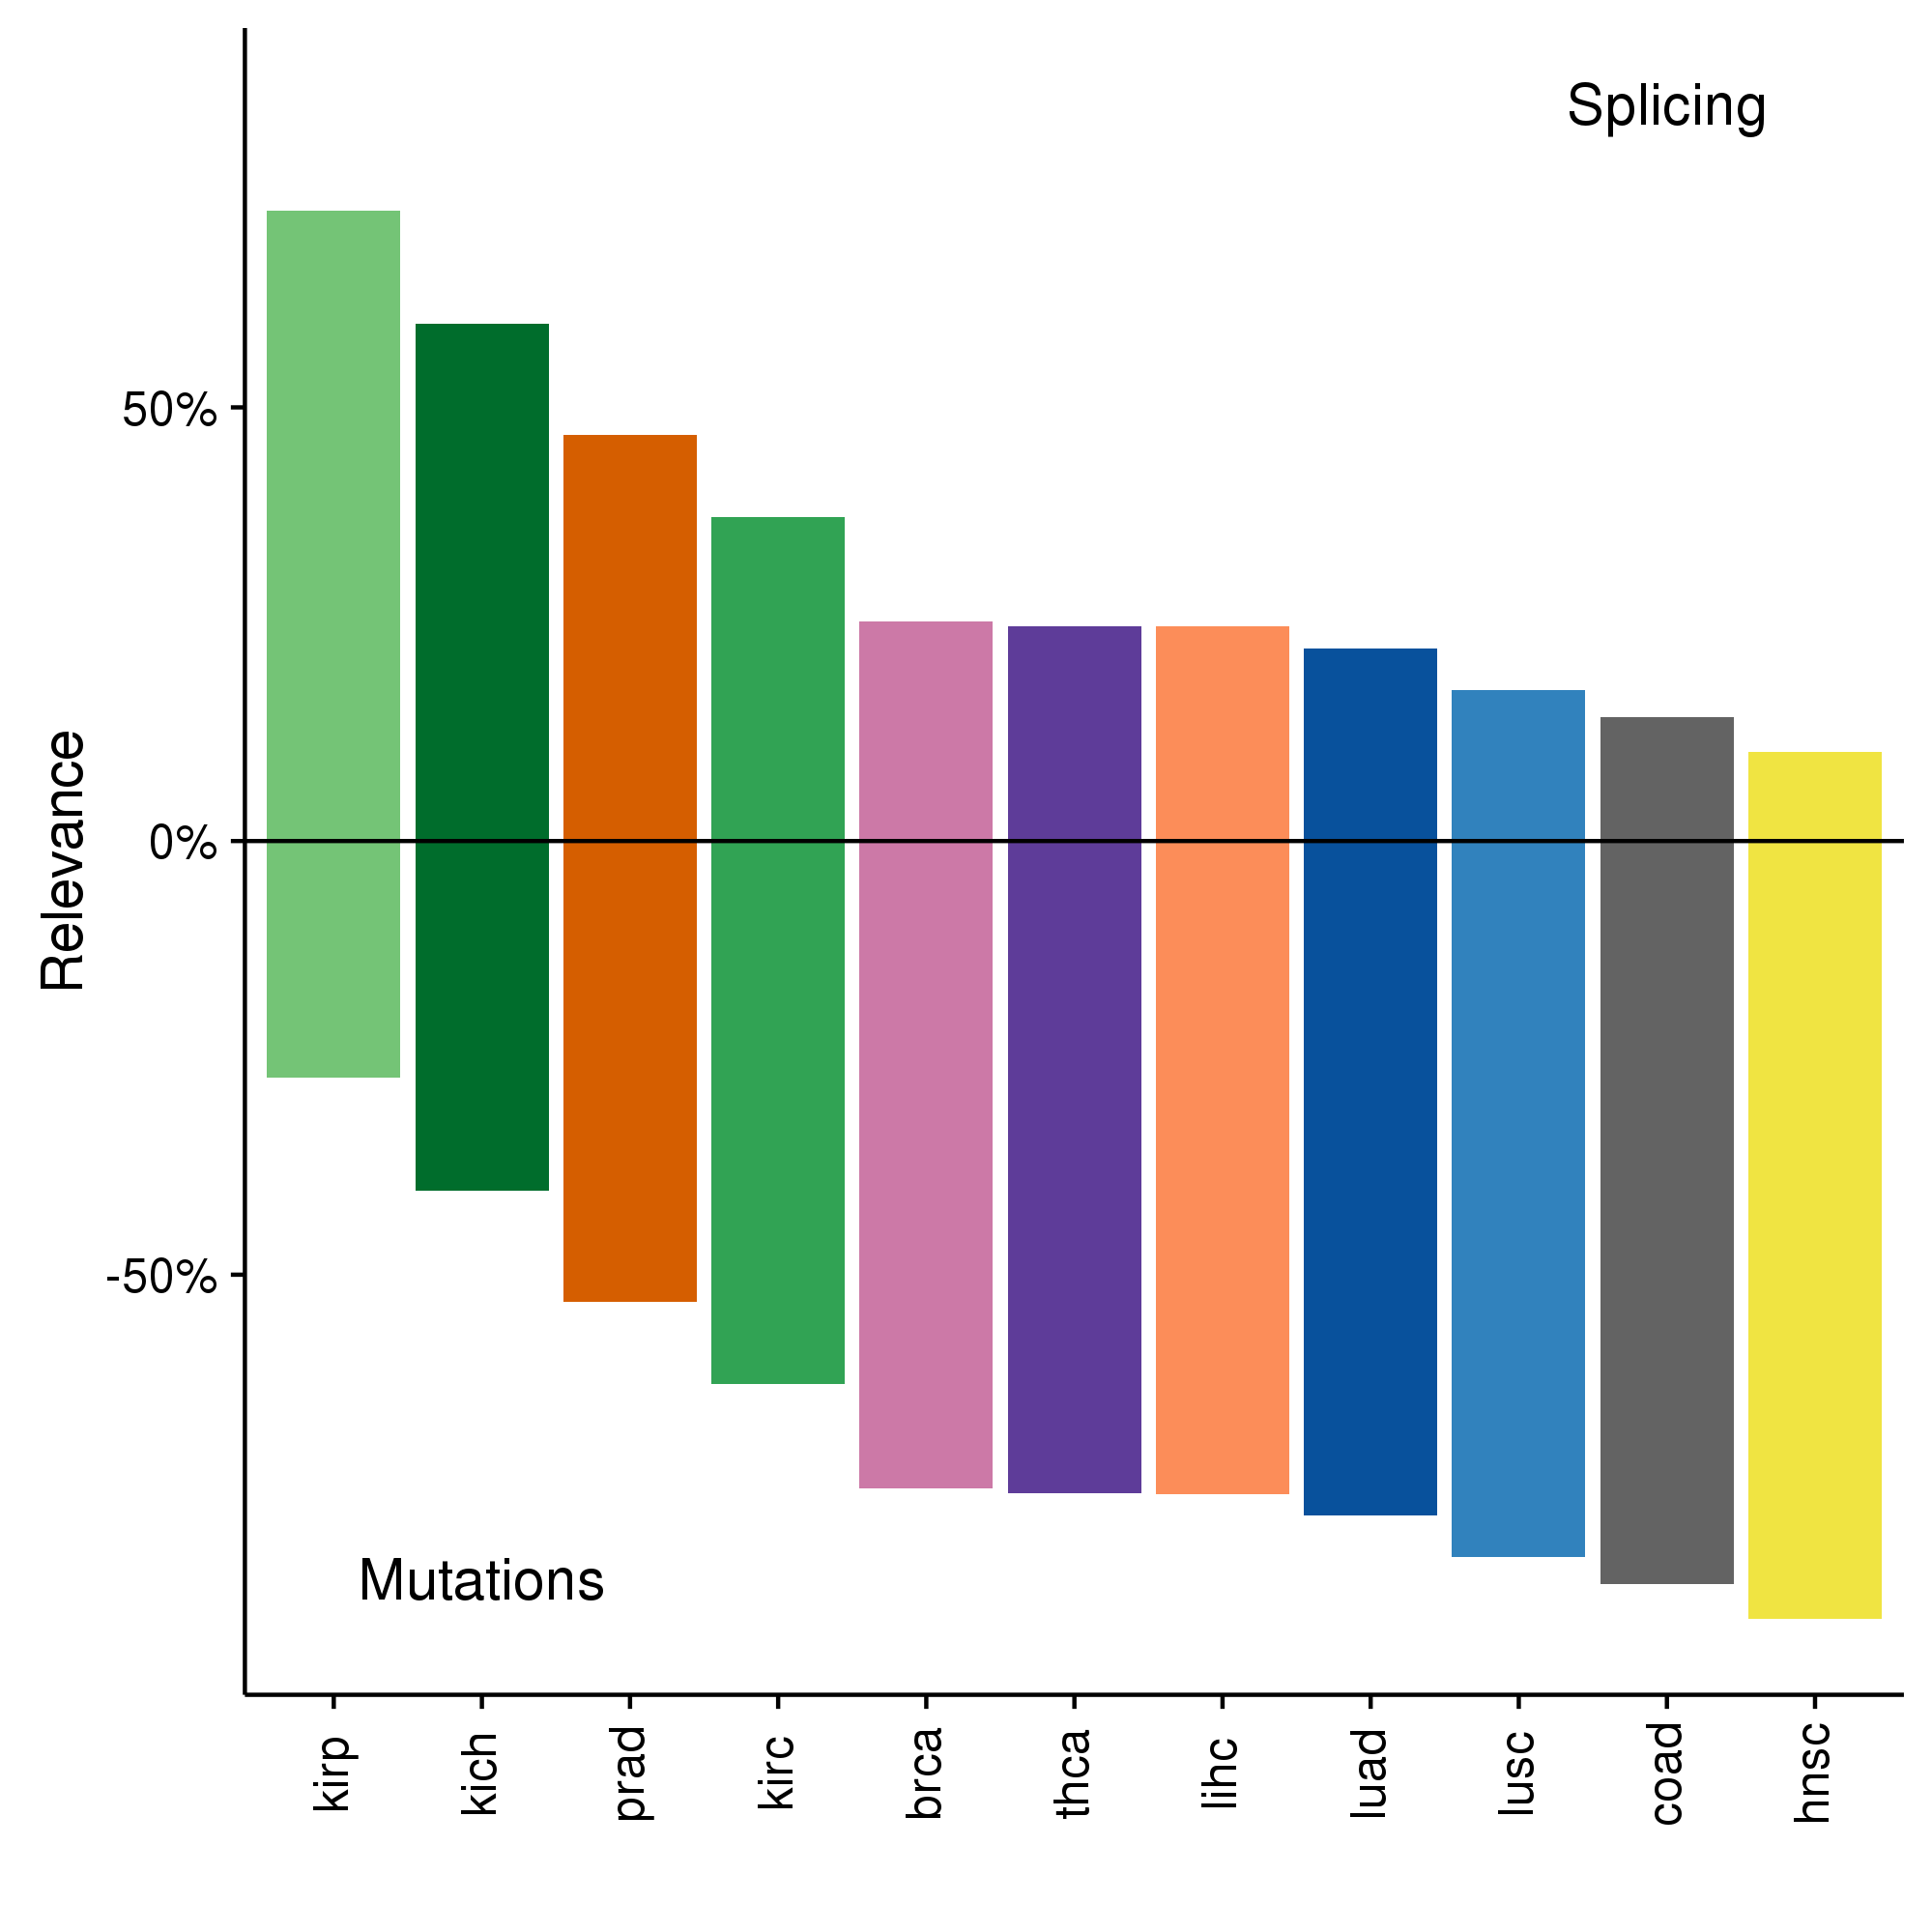 Splicing
50%
0%
-50%
Relevance
Mutations
kirp
kich
prad
kirc
brca
thca
lihc
luad
lusc
coad
hnsc